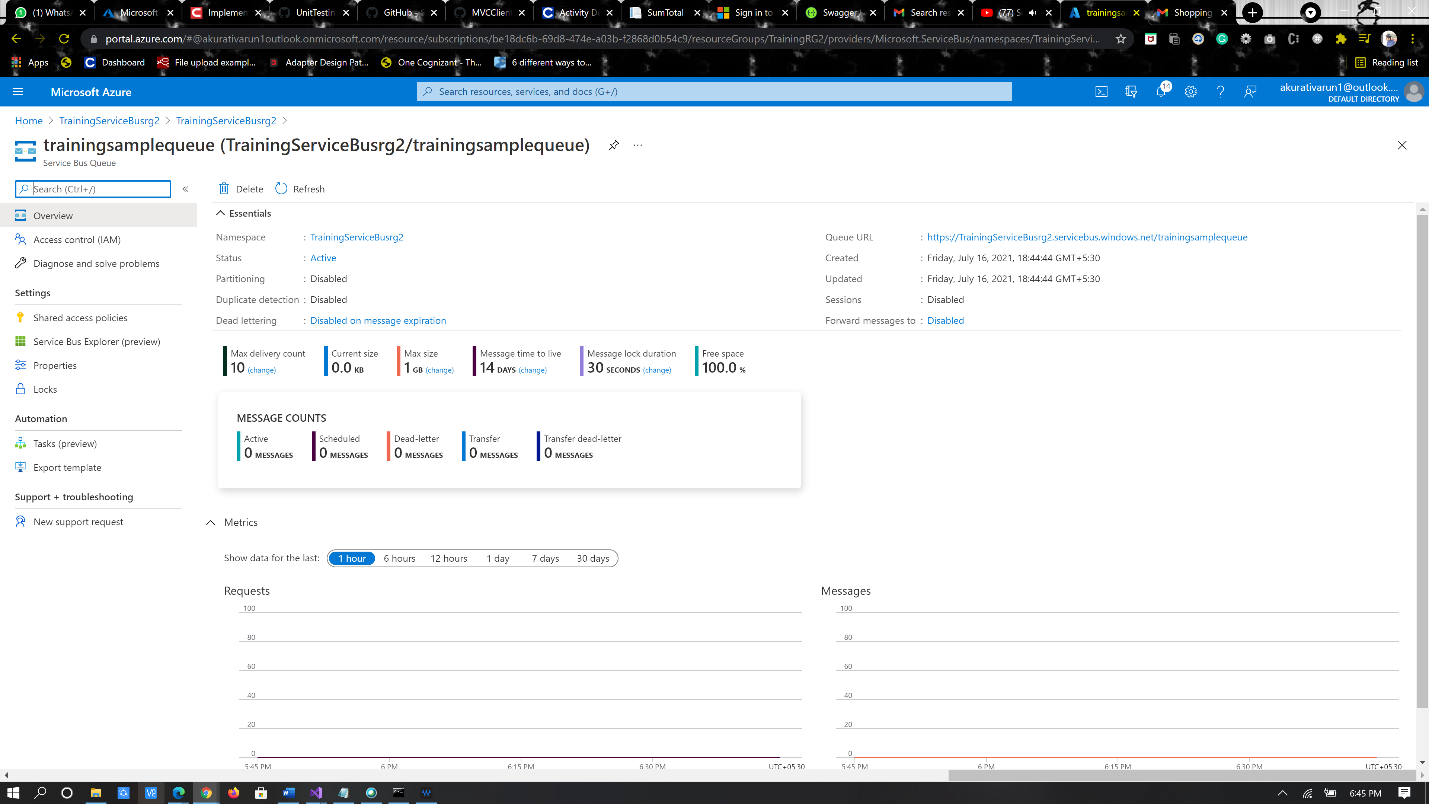 (1) Whats
Microsoft
Implemen
UnitTestin
GitHub -
MVCClien
Activity De
SumTotal
Sign in to
Swagger
Search res
(77) S
trainingsa
Shopping
portal.azure.com/#@akurativarun1outlook.onmicrosoft.com/resource/subscriptions/be18dc6b-69d8-474e-a03b-f2868d0b54c9/resourceGroups/TrainingRG2/providers/Microsoft.ServiceBus/namespaces/TrainingServi...
Apps
Dashboard
File upload exampl...
Adapter Design Pat...
One Cognizant - Th...
6 different ways to...
Reading list
Microsoft Azure
Search resources, services, and docs (G+/)
14
akurativarun1@outlook....
DEFAULT DIRECTORY
Home > TrainingServiceBusrg2 > TrainingServiceBusrg2 >
trainingsamplequeue (TrainingServiceBusrg2/trainingsamplequeue)
Service Bus Queue
Search (Ctrl+/)
Overview
Access control (IAM)
Diagnose and solve problems
Settings
Shared access policies
Service Bus Explorer (preview)
Properties
Locks
Automation
Tasks (preview)
Export template
Support + troubleshooting
New support request
Delete
Refresh
Essentials
Namespace : TrainingServiceBusrg2
Status : Active
Partitioning : Disabled
Duplicate detection : Disabled
Dead lettering : Disabled on message expiration
Queue URL : https://TrainingServiceBusrg2.servicebus.windows.net/trainingsamplequeue
Created : Friday, July 16, 2021, 18:44:44 GMT+5:30
Updated : Friday, July 16, 2021, 18:44:44 GMT+5:30
Sessions : Disabled
Forward messages to : Disabled
Max delivery count
10 (change)
Current size
0.0 KB
Max size
1 GB (change)
Message time to live
14 DAYS (change)
Message lock duration
30 SECONDS (change)
Free space
100.0 %
MESSAGE COUNTS
Active
0 MESSAGES
Scheduled
0 MESSAGES
Dead-letter
0 MESSAGES
Transfer
0 MESSAGES
Transfer dead-letter
0 MESSAGES
Metrics
Show data for the last: 1 hour 6 hours 12 hours 1 day 7 days 30 days
Requests
100
80
60
40
20
0
5:45 PM 6 PM 6:15 PM 6:30 PM UTC+05:30
Messages
100
80
60
40
20
0
5:45 PM 6 PM 6:15 PM 6:30 PM UTC+05:30
6:45 PM